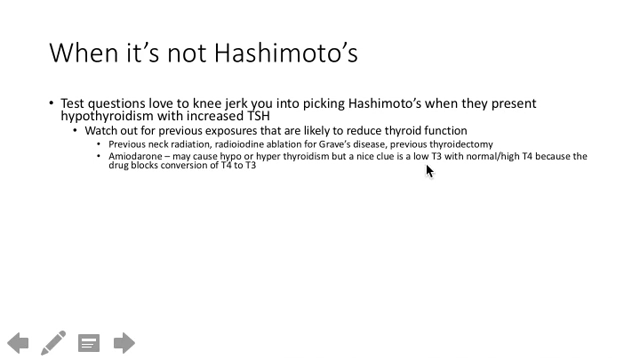 When it's not Hashimoto's
• Test questions love to knee jerk you into picking Hashimoto's when they present
hypothyroidism with increased TSH
• Watch out for previous exposures that are likely to reduce thyroid function
• Previous neck radiation, radioiodine ablation for Grave's disease, previous thyroidectomy
• Amiodarone – may cause hypo or hyper thyroidism but a nice clue is a low T3 with normal/high T4 because the
drug blocks conversion of T4 to T3